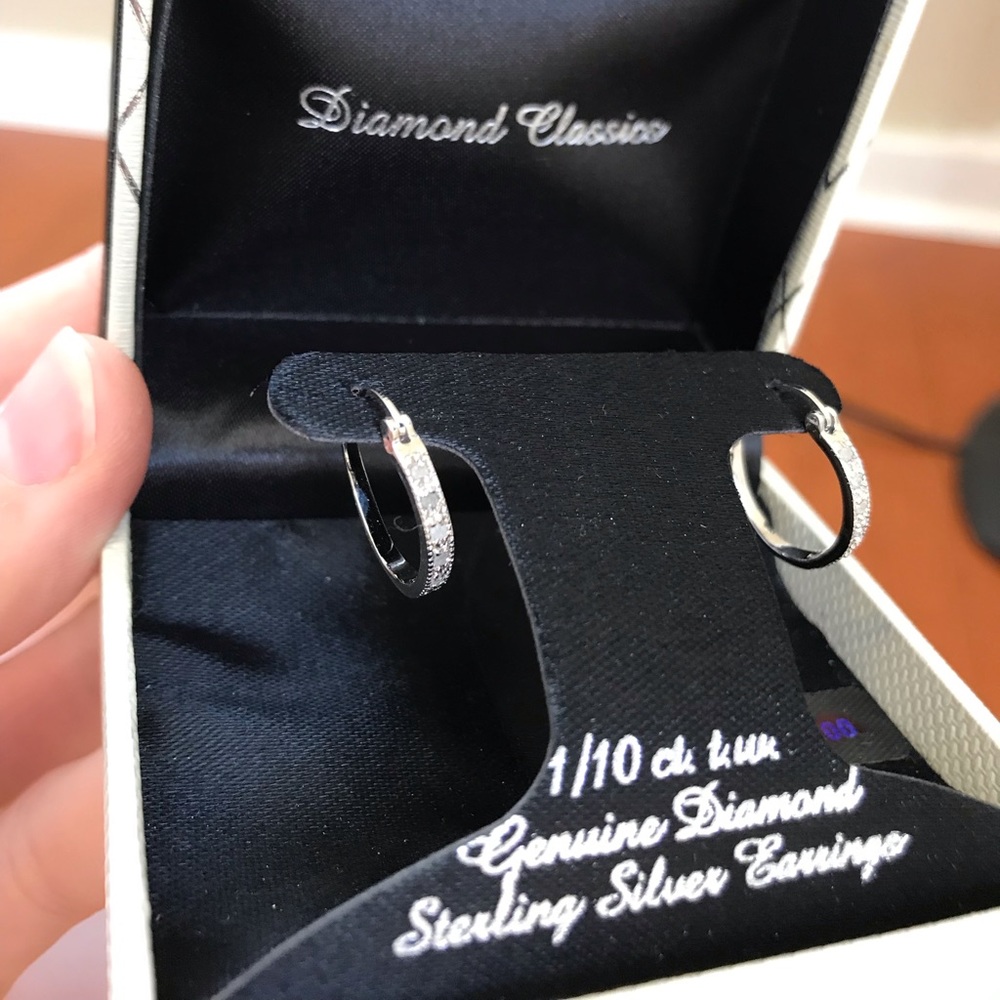 Diamond Classics
1/10 ct. t.w.
Genuine Diamond
Sterling Silver Earrings